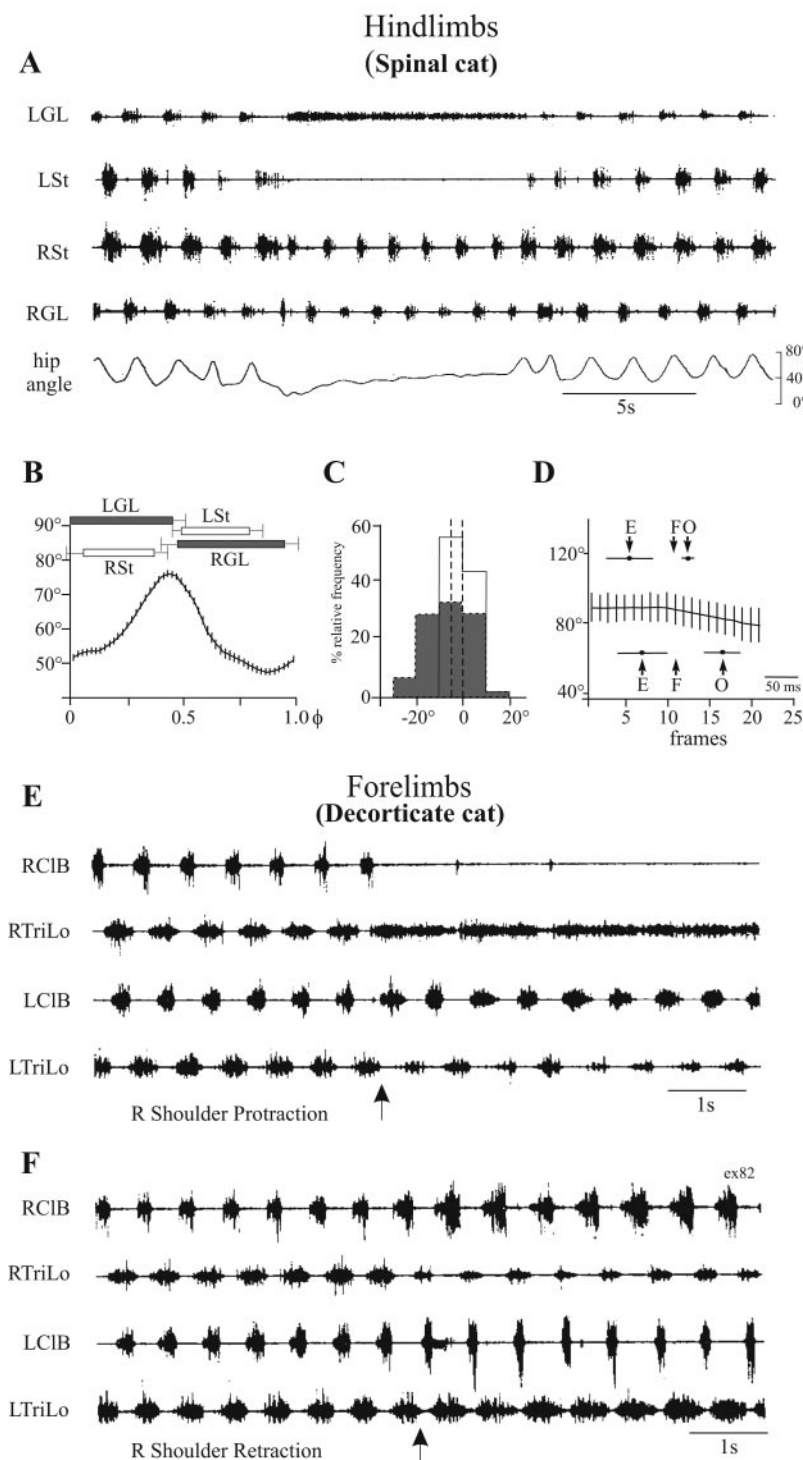 Hindlimbs
(Spinal cat)
A
LGL
LSt
RSt
RGL
hip
angle
80°
40°
0°
5s
B
LGL
LSt
RSt
RGL
90°
80°
70°
60°
50°
0
0.5
1.0 ϕ
C
% relative frequency
60
40
20
0
-20°
0
20°
D
E
F O
120°
80°
40°
E
F
O
50 ms
5
10
15
20
25
frames
Forelimbs
(Decorticate cat)
E
RClB
RTriLo
LClB
LTriLo
R Shoulder Protraction
1s
F
ex82
RClB
RTriLo
LClB
LTriLo
R Shoulder Retraction
1s